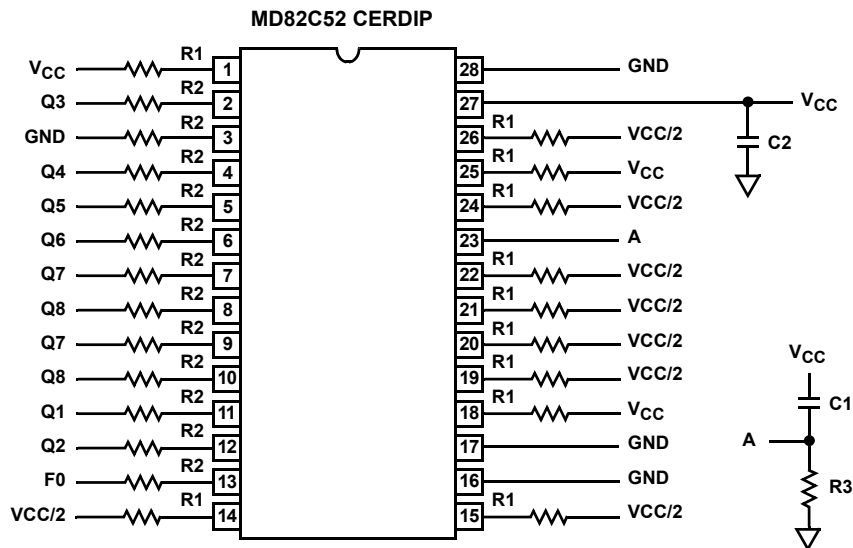 MD82C52 CERDIP
VCC R1 1 28 GND
Q3 R2 2 27 VCC
GND R2 3 26 R1 VCC/2
C2
Q4 R2 4 25 R1 VCC
Q5 R2 5 24 R1 VCC/2
Q6 R2 6 23 A
Q7 R2 7 22 R1 VCC/2
Q8 R2 8 21 R1 VCC/2
Q7 R2 9 20 R1 VCC/2
Q8 R2 10 19 R1 VCC/2
Q1 R2 11 18 R1 VCC
Q2 R2 12 17 GND
F0 R2 13 16 GND
VCC/2 R1 14 15 R1 VCC/2
VCC
C1
A
R3